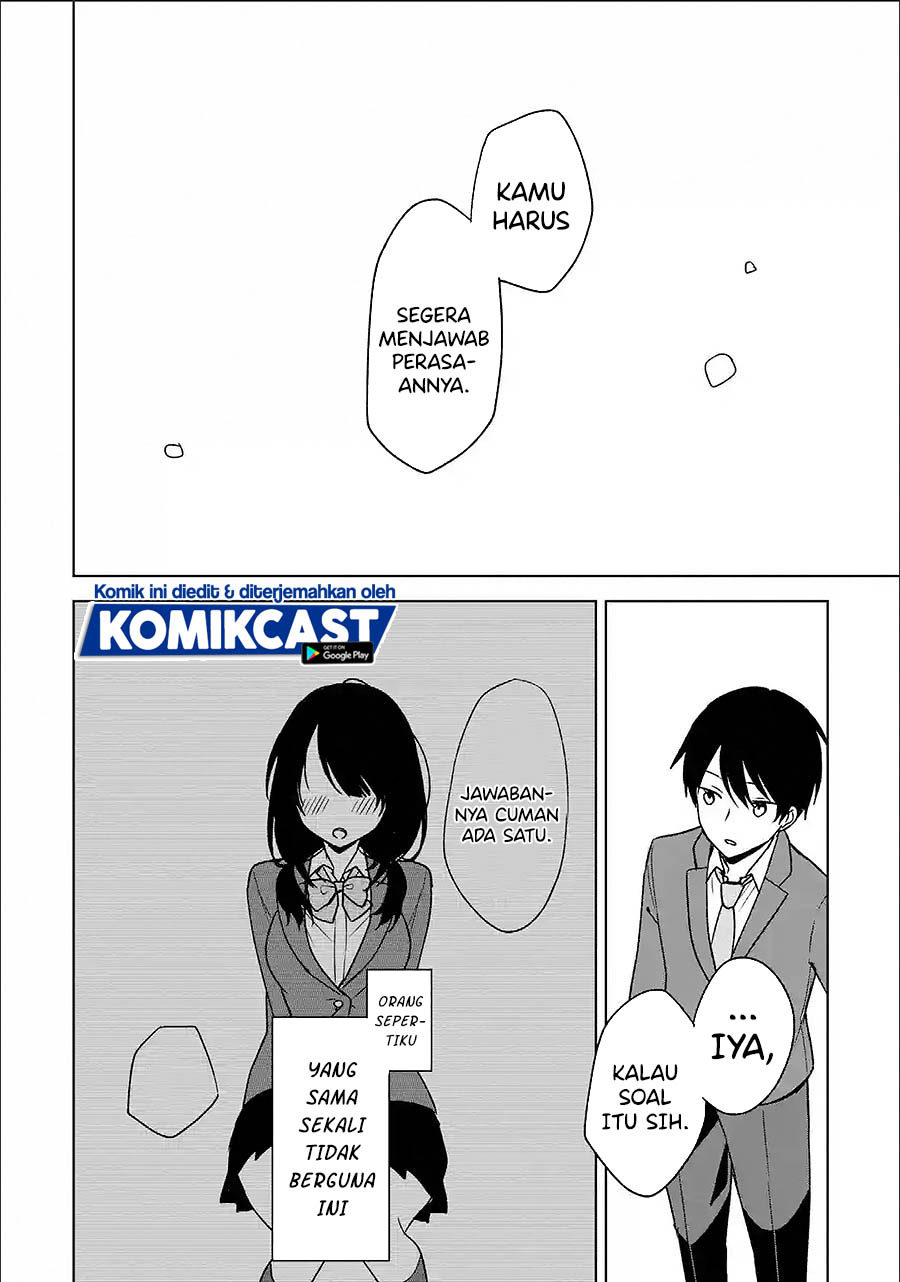 KAMU
HARUS
SEGERA
MENJAWAB
PERASA-
ANNYA.
Komik ini diedit & diterjemahkan oleh
KOMIKCAST
GET IT ON
Google Play
...
IYA,
KALAU
SOAL
ITU SIH.
JAWABAN-
NYA CUMAN
ADA SATU.
ORANG
SEPER-
TIKU
YANG
SAMA
SEKALI
TIDAK
BERGUNA
INI